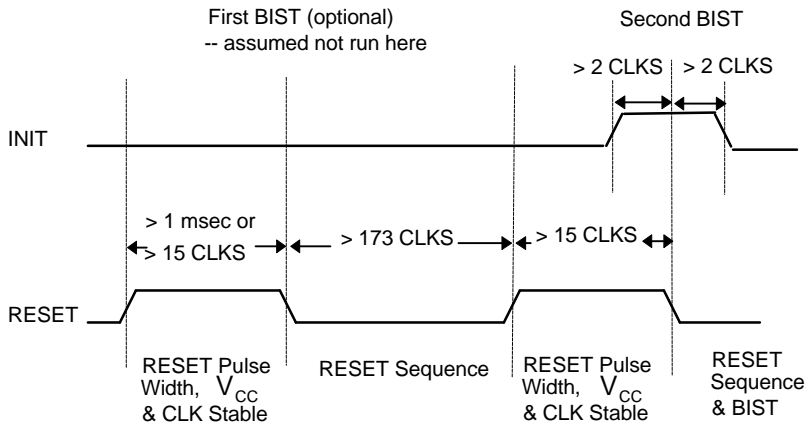 First BIST (optional)
-- assumed not run here
Second BIST
> 2 CLKS
> 2 CLKS
INIT
> 1 msec or
> 15 CLKS
> 173 CLKS
> 15 CLKS
RESET
RESET Pulse
Width, VCC
& CLK Stable
RESET Sequence
RESET Pulse
Width, VCC
& CLK Stable
RESET
Sequence
& BIST